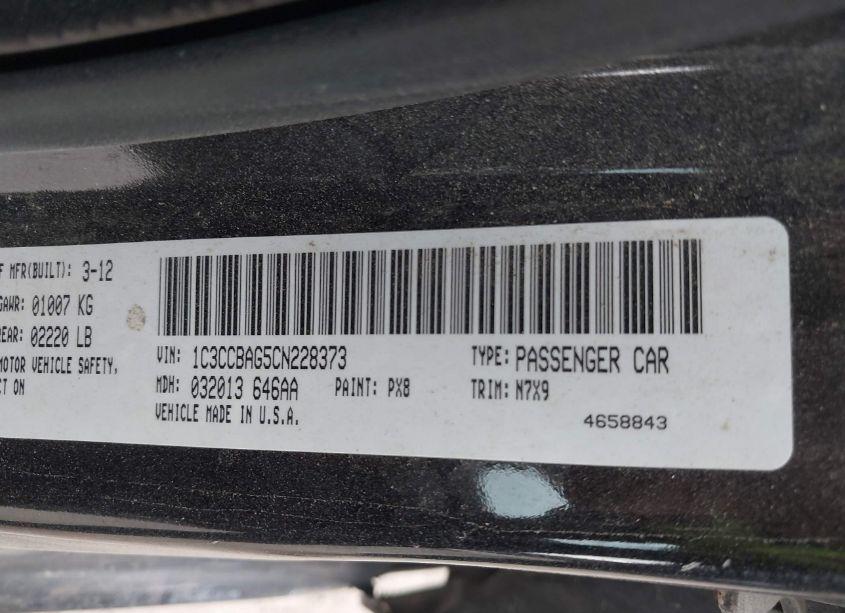 F MFR(BUILT): 3-12
GAWR: 01007 KG
REAR: 02220 LB
MOTOR VEHICLE SAFETY,
CT ON
VIN: 1C3CCBAG5CN228373
TYPE: PASSENGER CAR
MDH: 032013 646AA
PAINT: PX8
TRIM: N7X9
VEHICLE MADE IN U.S.A.
4658843